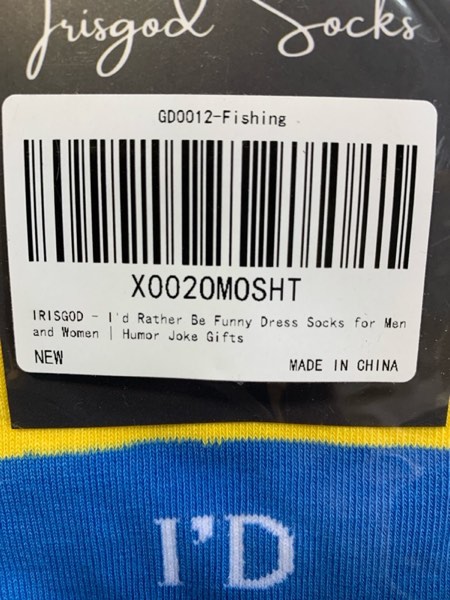 Irisgod Socks
GD0012-Fishing
X0020MOSHT
IRISGOD - I'd Rather Be Funny Dress Socks for Men
and Women | Humor Joke Gifts
NEW
MADE IN CHINA
I'D